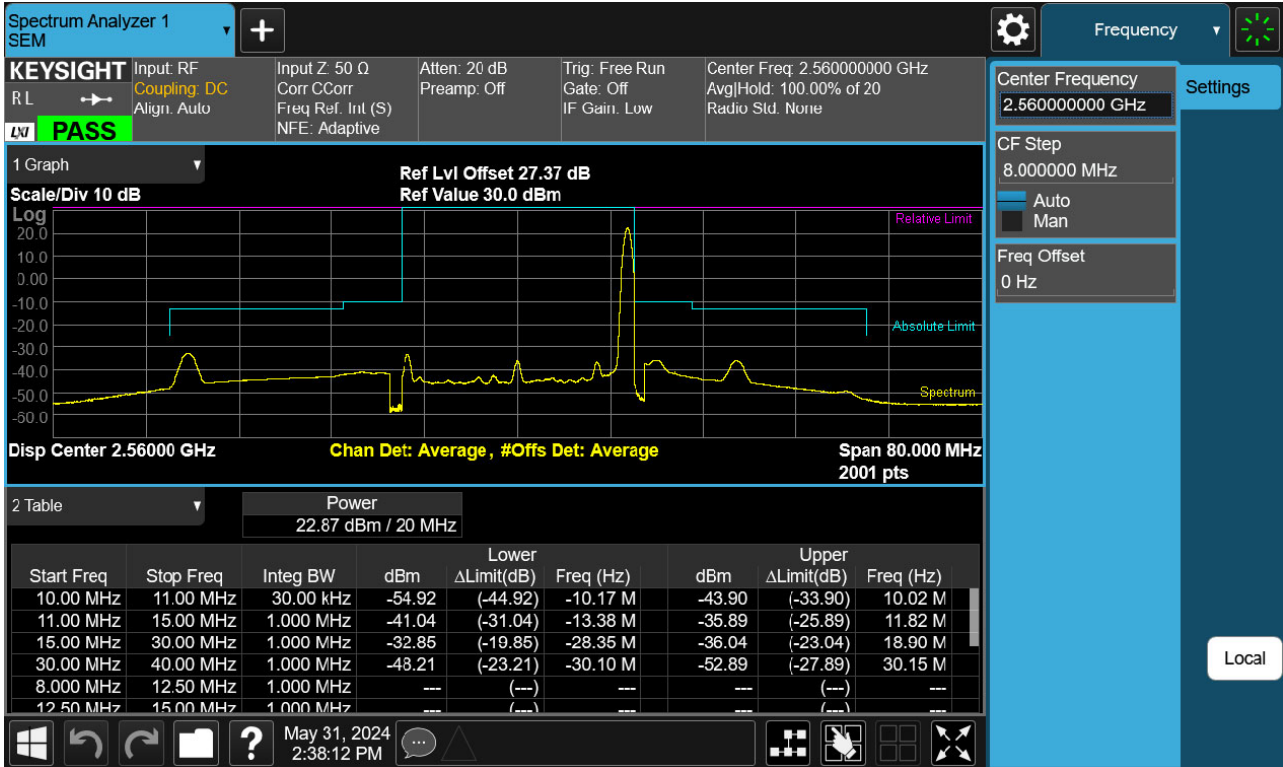 Spectrum Analyzer 1
SEM
Frequency
KEYSIGHT
RL
LXI
PASS
Input: RF
Coupling: DC
Align: Auto
Input Z: 50 Ω
Corr CCorr
Freq Ref: Int (S)
NFE: Adaptive
Atten: 20 dB
Preamp: Off
Trig: Free Run
Gate: Off
IF Gain: Low
Center Freq: 2.560000000 GHz
Avg|Hold: 100.00% of 20
Radio Std: None
Center Frequency
2.560000000 GHz
Settings
CF Step
8.000000 MHz
Auto
Man
Freq Offset
0 Hz
Local
1 Graph
Ref Lvl Offset 27.37 dB
Scale/Div 10 dB
Ref Value 30.0 dBm
Log
Relative Limit
20.0
10.0
0.00
-10.0
-20.0
Absolute Limit
-30.0
-40.0
-50.0
Spectrum
-60.0
Disp Center 2.56000 GHz
Chan Det: Average , #Offs Det: Average
Span 80.000 MHz
2001 pts
2 Table
Power
22.87 dBm / 20 MHz
Lower Upper
Start Freq Stop Freq Integ BW dBm ΔLimit(dB) Freq (Hz) dBm ΔLimit(dB) Freq (Hz)
10.00 MHz 11.00 MHz 30.00 kHz -54.92 (-44.92) -10.17 M -43.90 (-33.90) 10.02 M
11.00 MHz 15.00 MHz 1.000 MHz -41.04 (-31.04) -13.38 M -35.89 (-25.89) 11.82 M
15.00 MHz 30.00 MHz 1.000 MHz -32.85 (-19.85) -28.35 M -36.04 (-23.04) 18.90 M
30.00 MHz 40.00 MHz 1.000 MHz -48.21 (-23.21) -30.10 M -52.89 (-27.89) 30.15 M
8.000 MHz 12.50 MHz 1.000 MHz --- (---) --- --- (---) ---
12.50 MHz 15.00 MHz 1.000 MHz --- (---) --- --- (---) ---
?
May 31, 2024
2:38:12 PM